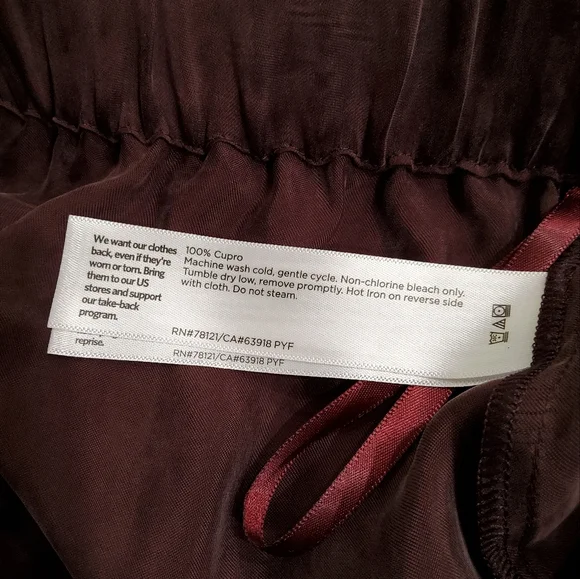 We want our clothes
back, even if they're
worn or torn. Bring
them to our US
stores and support
our take-back
program.
100% Cupro
Machine wash cold, gentle cycle. Non-chlorine bleach only.
Tumble dry low, remove promptly. Hot Iron on reverse side
with cloth. Do not steam.
RN#78121/CA#63918 PYF
reprise.
RN#78121/CA#63918 PYF